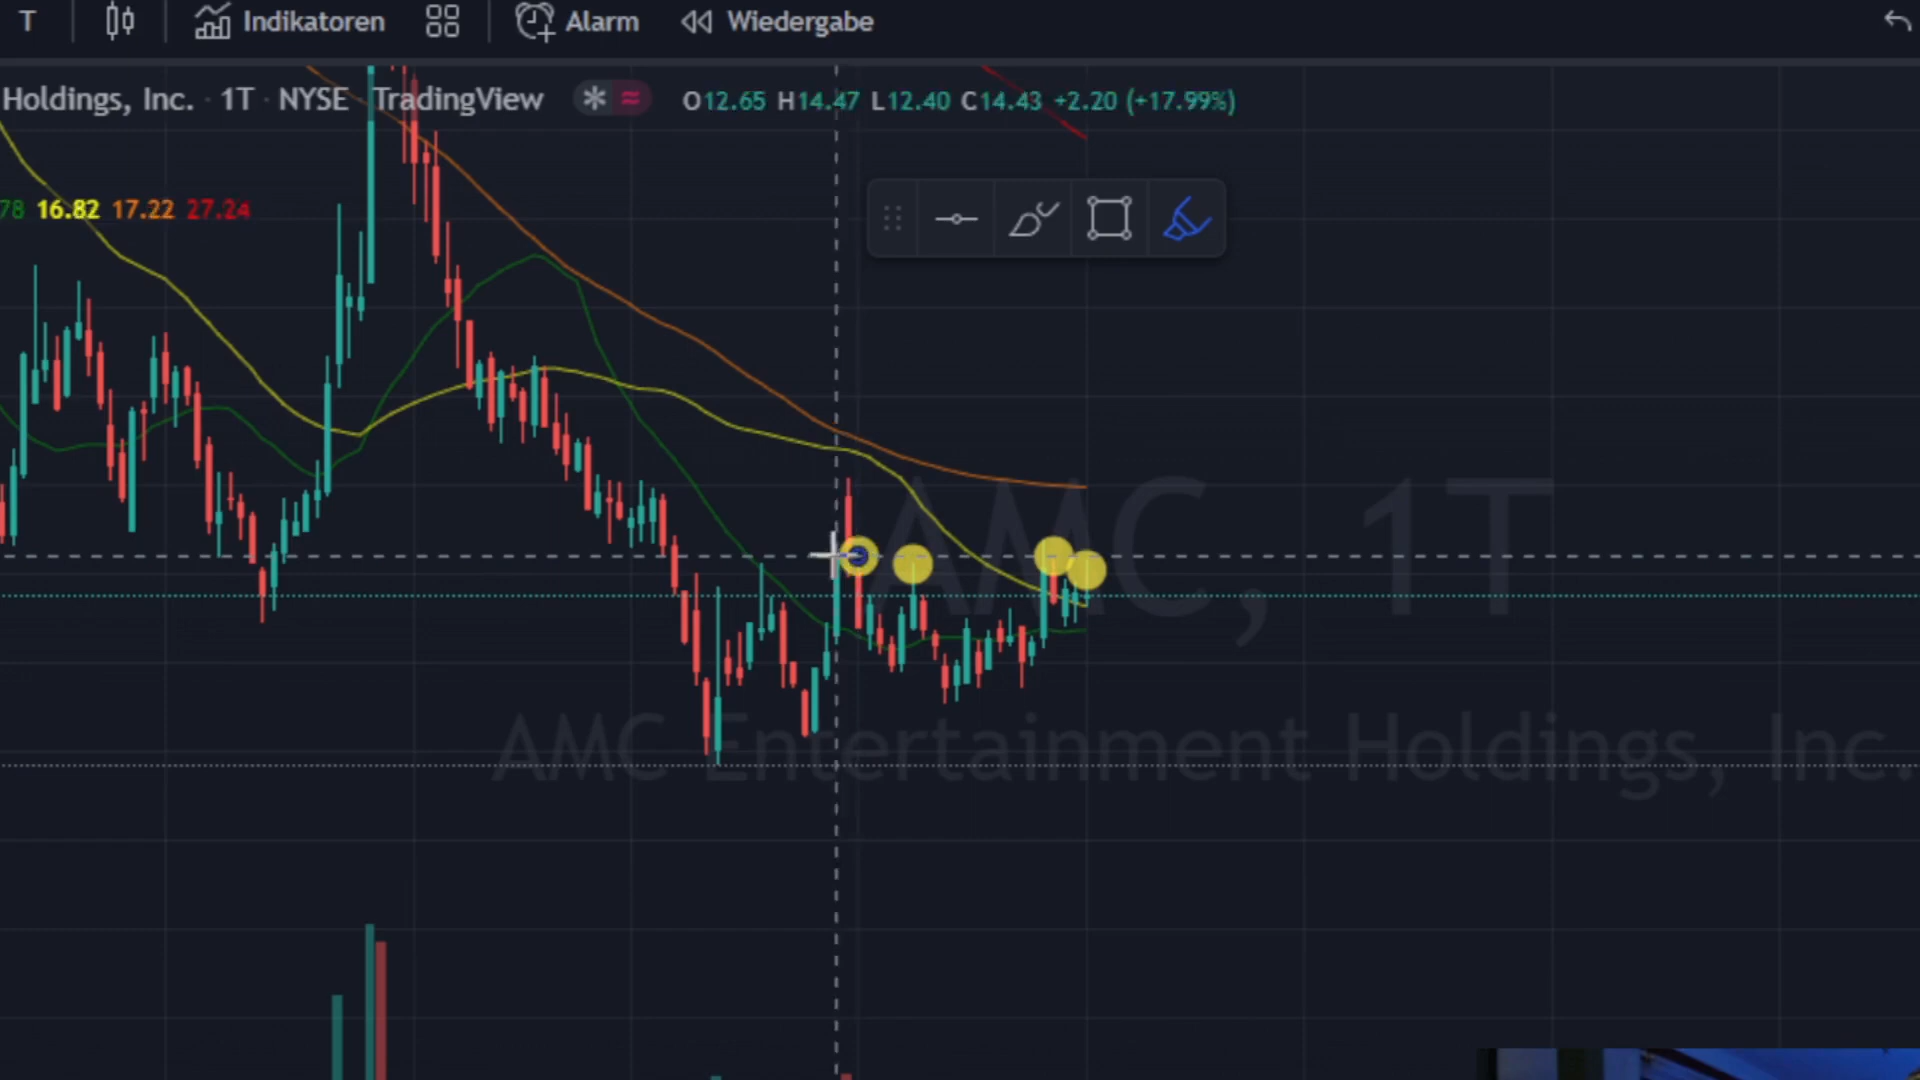 T Indikatoren Alarm Wiedergabe
Holdings, Inc. · 1T · NYSE TradingView O12.65 H14.47 L12.40 C14.43 +2.20 (+17.99%)
78 16.82 17.22 27.24
AMC, 1T
AMC Entertainment Holdings, Inc.